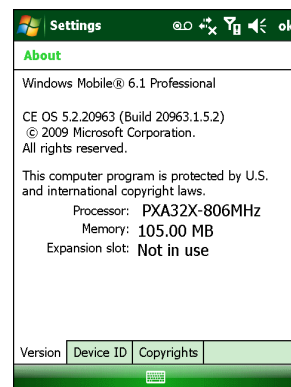 Settings
ok
About
Windows Mobile® 6.1 Professional
CE OS 5.2.20963 (Build 20963.1.5.2)
© 2009 Microsoft Corporation.
All rights reserved.
This computer program is protected by U.S.
and international copyright laws.
Processor: PXA32X-806MHz
Memory: 105.00 MB
Expansion slot: Not in use
Version Device ID Copyrights